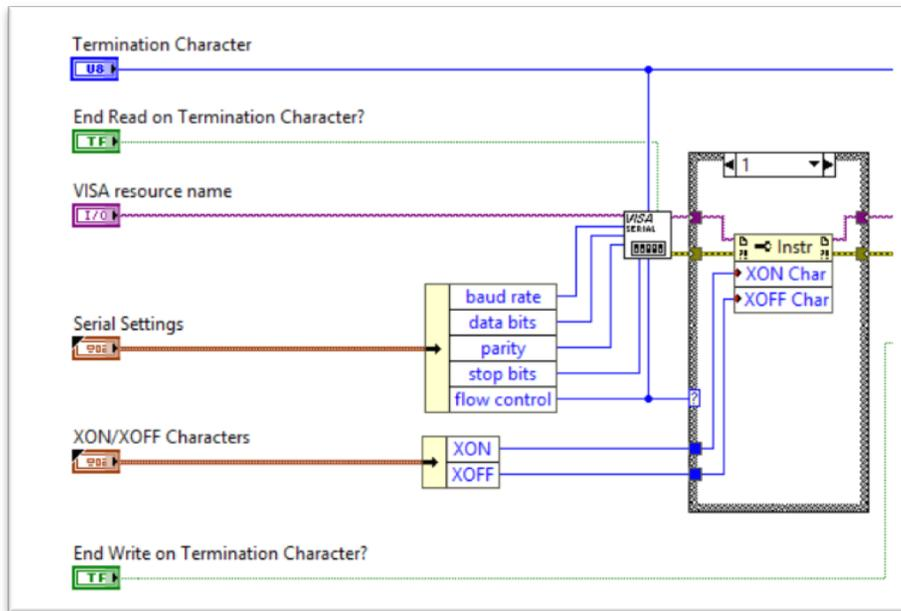 Termination Character
U8
End Read on Termination Character?
TF
VISA resource name
I/O
VISA
SERIAL
1
Instr
XON Char
XOFF Char
baud rate
data bits
parity
stop bits
flow control
Serial Settings
?
XON/XOFF Characters
XON
XOFF
End Write on Termination Character?
TF